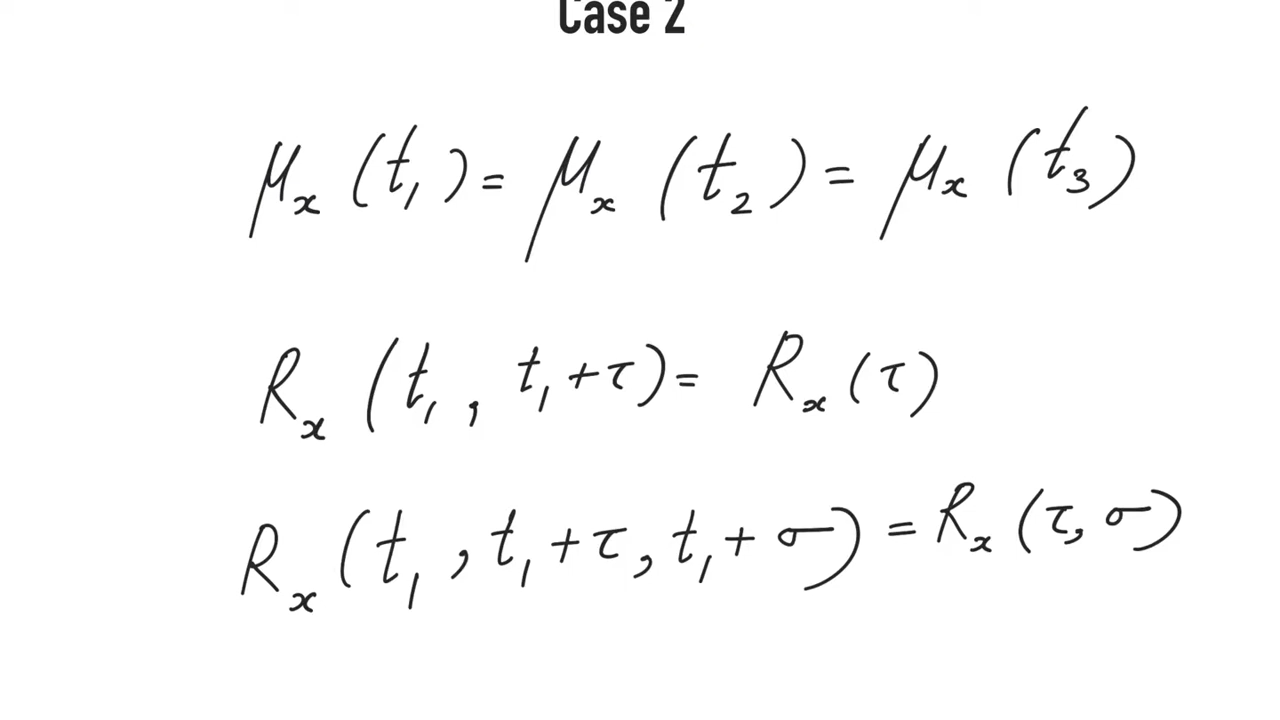 Case 2
μₓ (t₁) = μₓ (t₂) = μₓ (t₃)
Rₓ (t₁, t₁+τ) = Rₓ (τ)
Rₓ (t₁, t₁+τ, t₁+σ) = Rₓ (τ, σ)